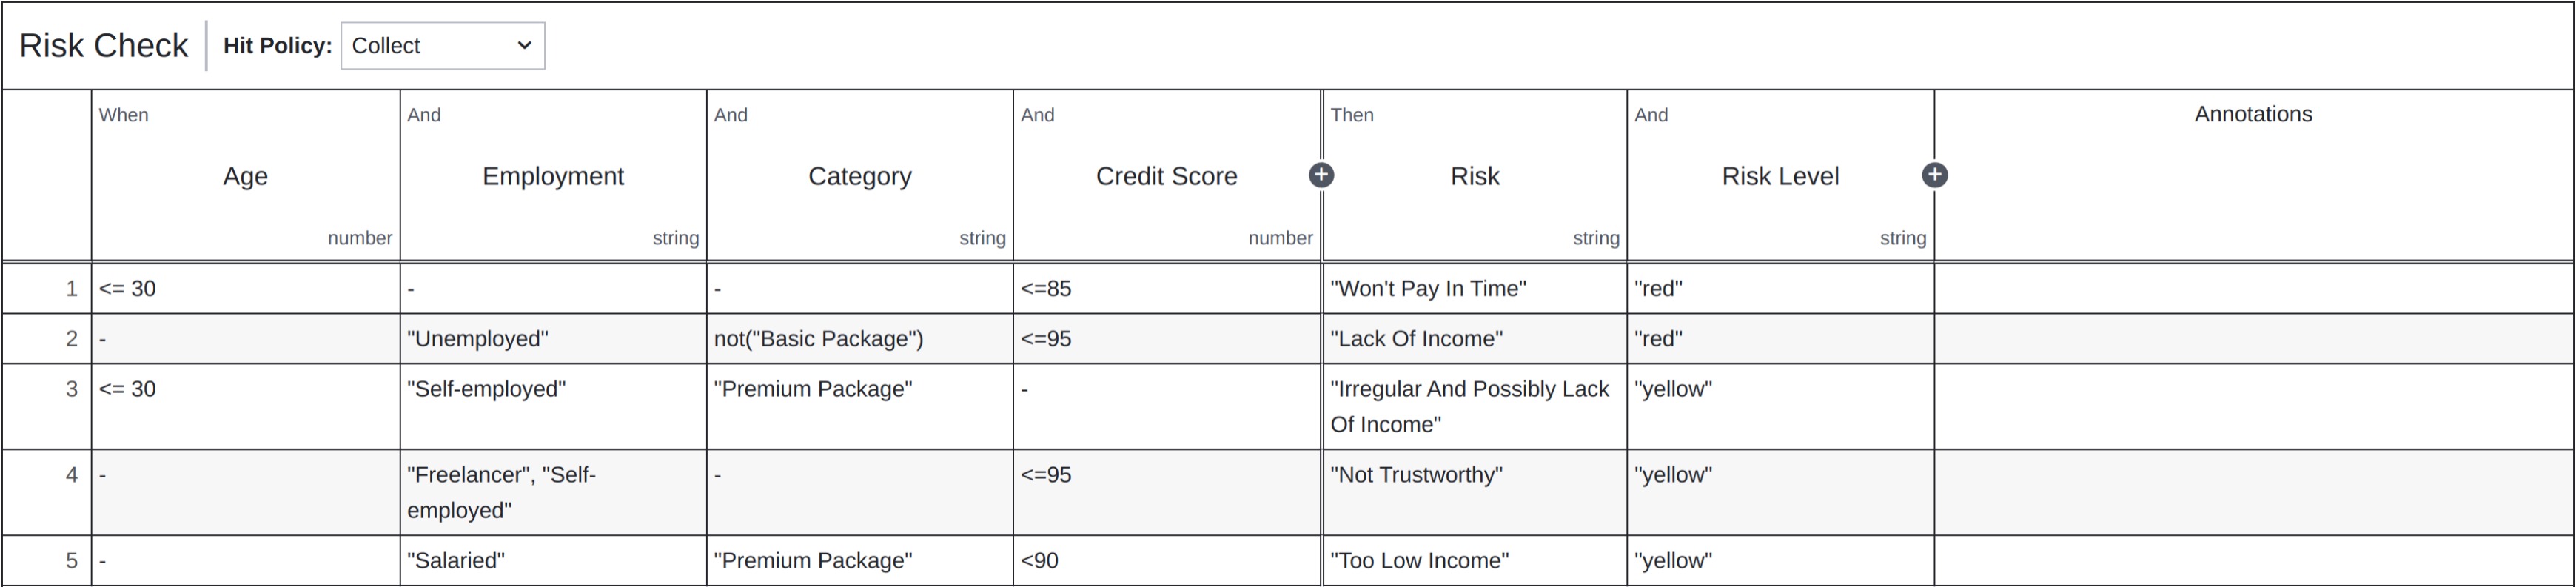 Risk Check Hit Policy: Collect
When And And And Then And Annotations
Age Employment Category Credit Score + Risk Risk Level +
number string string number string string
1 <= 30 - - <=85 "Won't Pay In Time" "red"
2 - "Unemployed" not("Basic Package") <=95 "Lack Of Income" "red"
3 <= 30 "Self-employed" "Premium Package" - "Irregular And Possibly Lack "yellow"
Of Income"
4 - "Freelancer", "Self- - <=95 "Not Trustworthy" "yellow"
employed"
5 - "Salaried" "Premium Package" <90 "Too Low Income" "yellow"